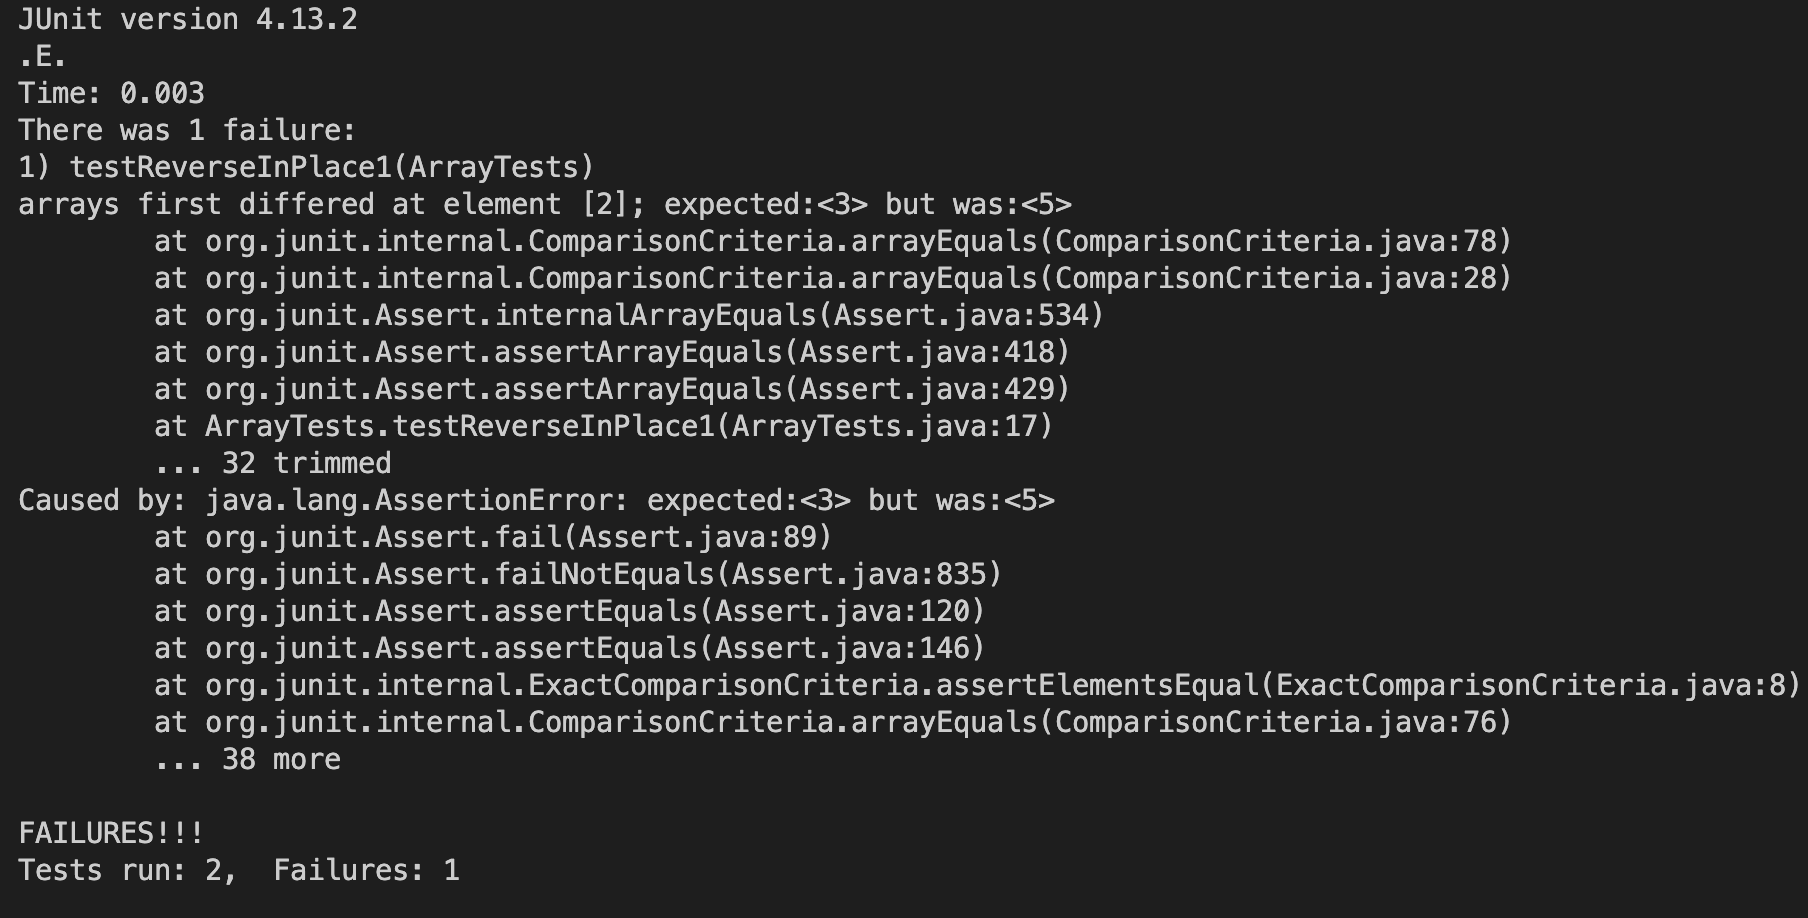 JUnit version 4.13.2
.E.
Time: 0.003
There was 1 failure:
1) testReverseInPlace1(ArrayTests)
arrays first differed at element [2]; expected:<3> but was:<5>
        at org.junit.internal.ComparisonCriteria.arrayEquals(ComparisonCriteria.java:78)
        at org.junit.internal.ComparisonCriteria.arrayEquals(ComparisonCriteria.java:28)
        at org.junit.Assert.internalArrayEquals(Assert.java:534)
        at org.junit.Assert.assertArrayEquals(Assert.java:418)
        at org.junit.Assert.assertArrayEquals(Assert.java:429)
        at ArrayTests.testReverseInPlace1(ArrayTests.java:17)
        ... 32 trimmed
Caused by: java.lang.AssertionError: expected:<3> but was:<5>
        at org.junit.Assert.fail(Assert.java:89)
        at org.junit.Assert.failNotEquals(Assert.java:835)
        at org.junit.Assert.assertEquals(Assert.java:120)
        at org.junit.Assert.assertEquals(Assert.java:146)
        at org.junit.internal.ExactComparisonCriteria.assertElementsEqual(ExactComparisonCriteria.java:8)
        at org.junit.internal.ComparisonCriteria.arrayEquals(ComparisonCriteria.java:76)
        ... 38 more

FAILURES!!!
Tests run: 2,  Failures: 1